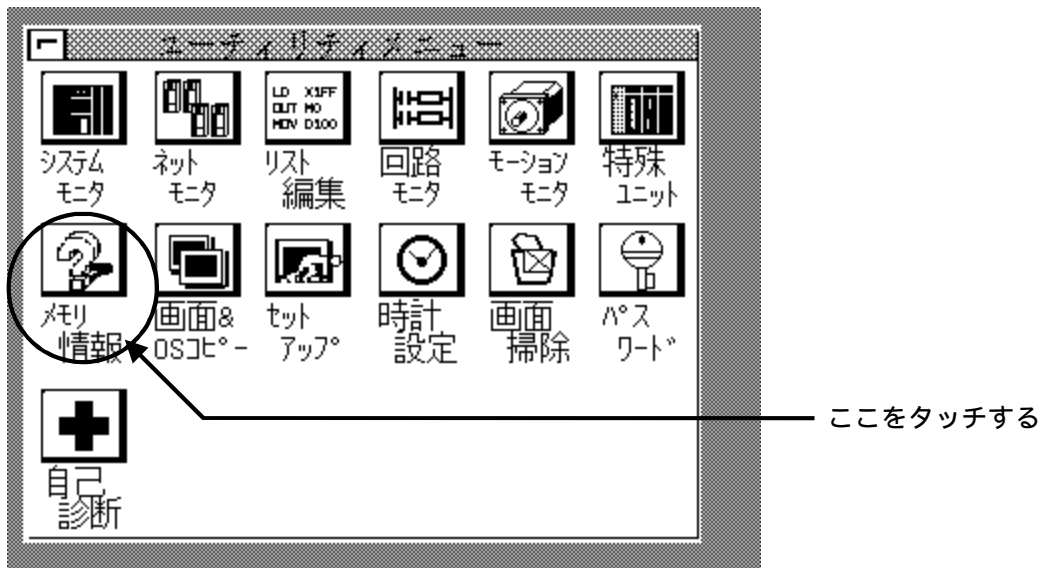 ユーティリティメニュー
LD X1FF
OUT M0
MOV D100
システム
モニタ
ネット
モニタ
リスト
編集
回路
モニタ
モーション
モニタ
特殊
ユニット
メモリ
情報
画面&
OSコピー
セット
アップ
時計
設定
画面
掃除
パス
ワード
自己
診断
ここをタッチする